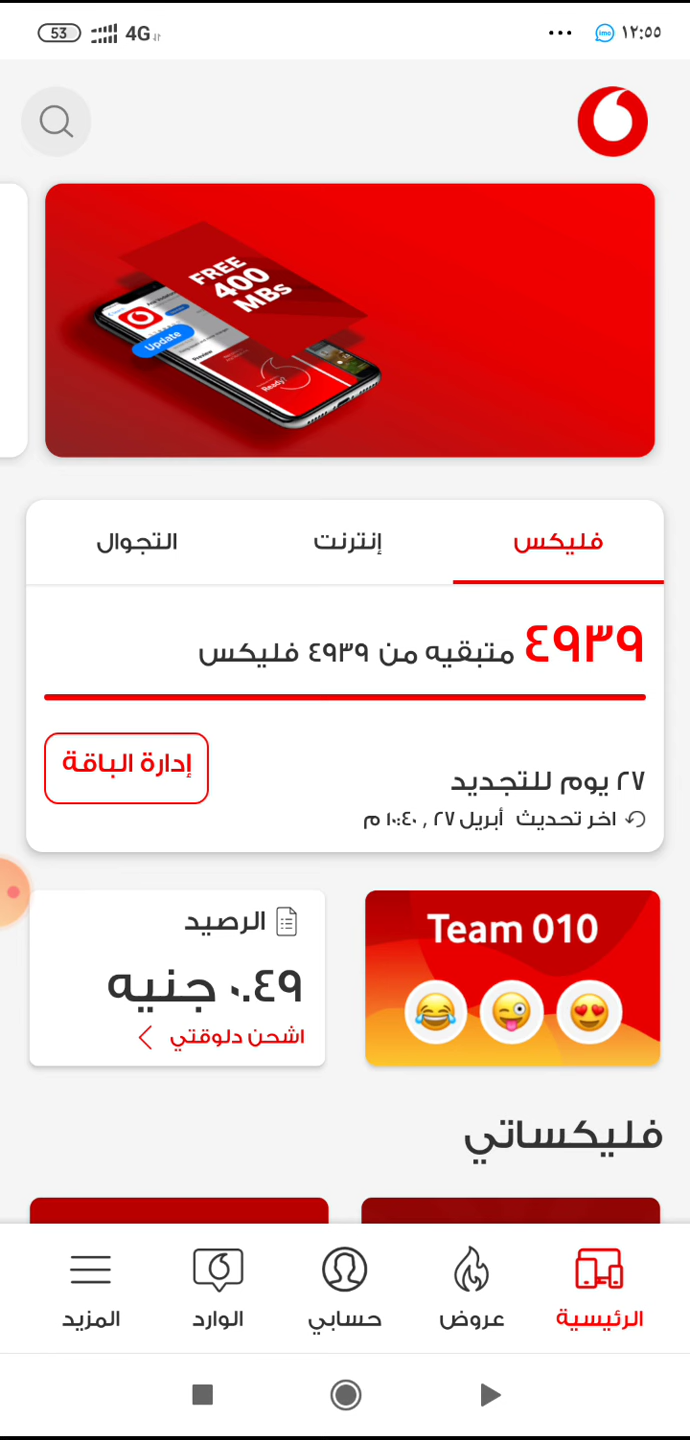 53 4G ... imo ١٢:٥٥
FREE
400
MBs
Update
Ready?
فليكس إنترنت التجوال
٤٩٣٩ متبقيه من ٤٩٣٩ فليكس
إدارة الباقة
٢٧ يوم للتجديد
اخر تحديث أبريل ٢٧ , ١٠:٤٠ م
Team 010
الرصيد
٠.٤٩ جنيه
اشحن دلوقتي
فليكساتي
الرئيسية عروض حسابي الوارد المزيد